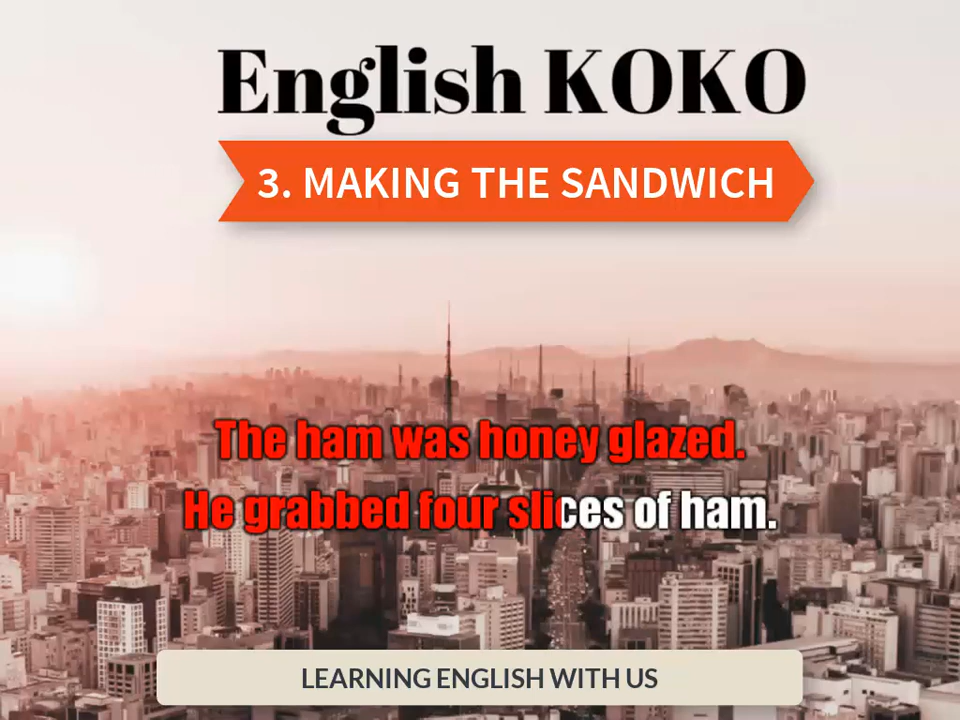 English KOKO
3. MAKING THE SANDWICH
The ham was honey glazed.
He grabbed four slices of ham.
LEARNING ENGLISH WITH US